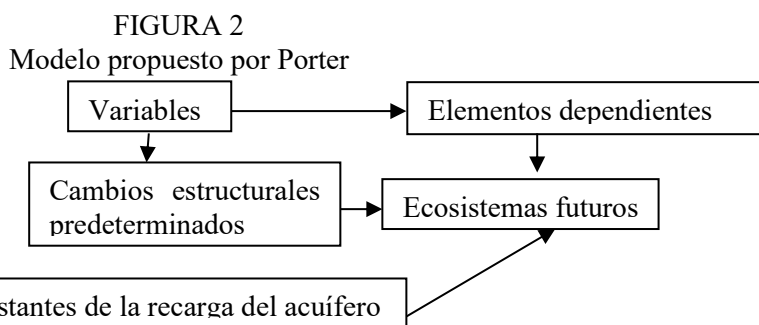 FIGURA 2
Modelo propuesto por Porter
Variables
Elementos dependientes
Cambios estructurales
predeterminados
Ecosistemas futuros
stantes de la recarga del acuífero